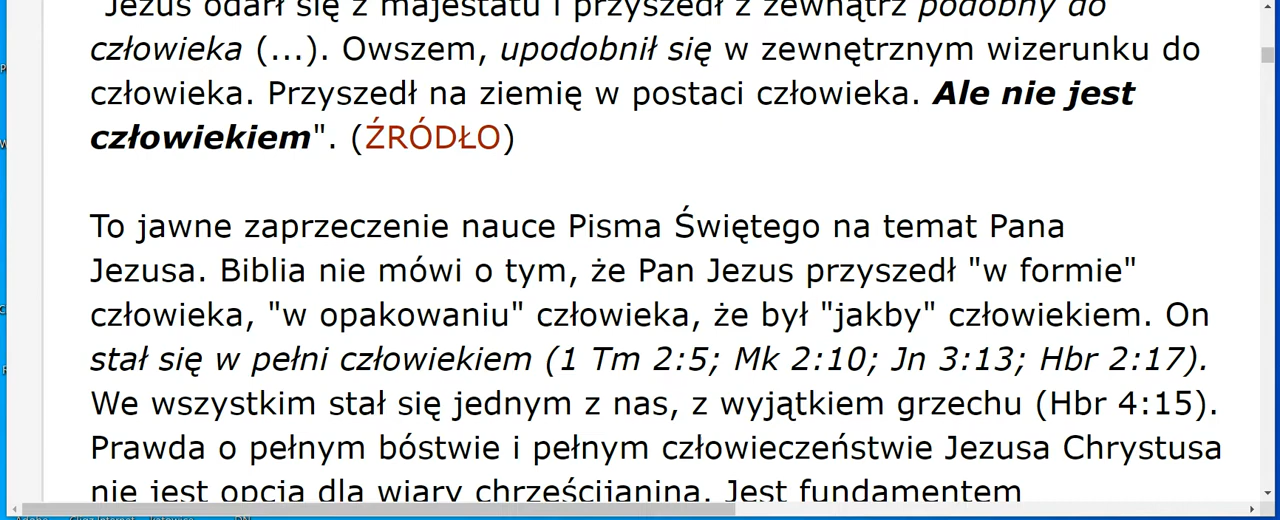 "Jezus odarł się z majestatu i przyszedł z zewnątrz podobny do
człowieka (...). Owszem, upodobnił się w zewnętrznym wizerunku do
człowieka. Przyszedł na ziemię w postaci człowieka. Ale nie jest
człowiekiem". (ŹRÓDŁO)
To jawne zaprzeczenie nauce Pisma Świętego na temat Pana
Jezusa. Biblia nie mówi o tym, że Pan Jezus przyszedł "w formie"
człowieka, "w opakowaniu" człowieka, że był "jakby" człowiekiem. On
stał się w pełni człowiekiem (1 Tm 2:5; Mk 2:10; Jn 3:13; Hbr 2:17).
We wszystkim stał się jednym z nas, z wyjątkiem grzechu (Hbr 4:15).
Prawda o pełnym bóstwie i pełnym człowieczeństwie Jezusa Chrystusa
nie jest opcją dla wiary chrześcijanina. Jest fundamentem